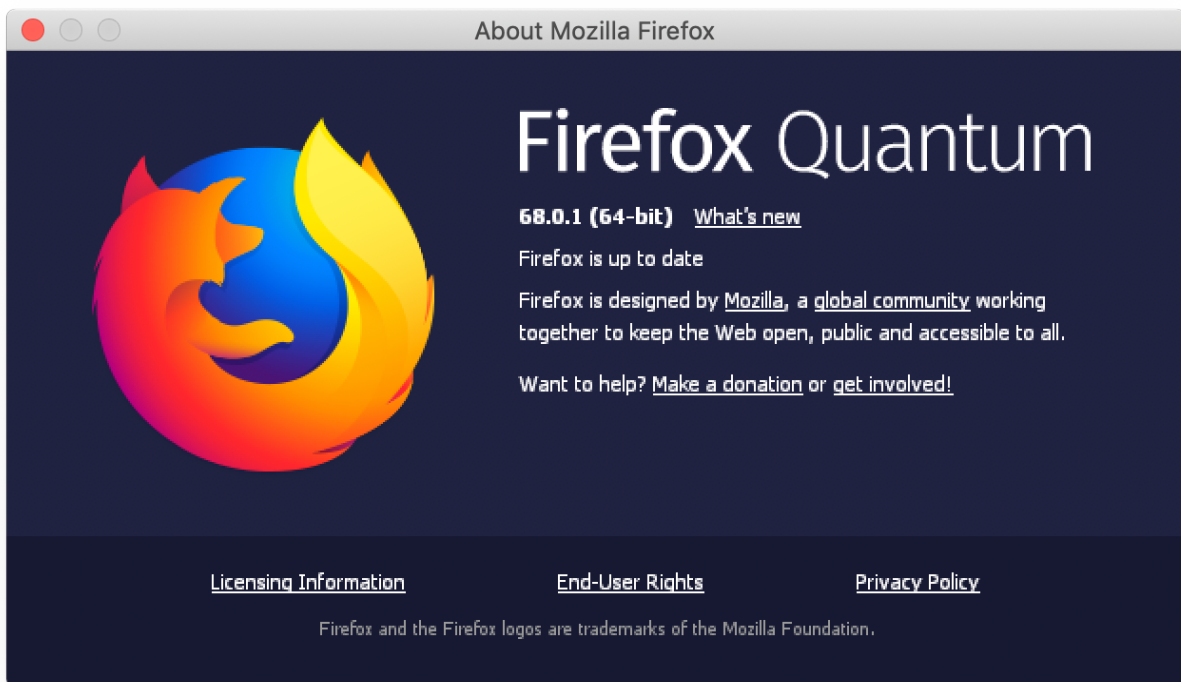 About Mozilla Firefox
Firefox Quantum
68.0.1 (64-bit) What's new
Firefox is up to date
Firefox is designed by Mozilla, a global community working
together to keep the Web open, public and accessible to all.
Want to help? Make a donation or get involved!
Licensing Information End-User Rights Privacy Policy
Firefox and the Firefox logos are trademarks of the Mozilla Foundation.